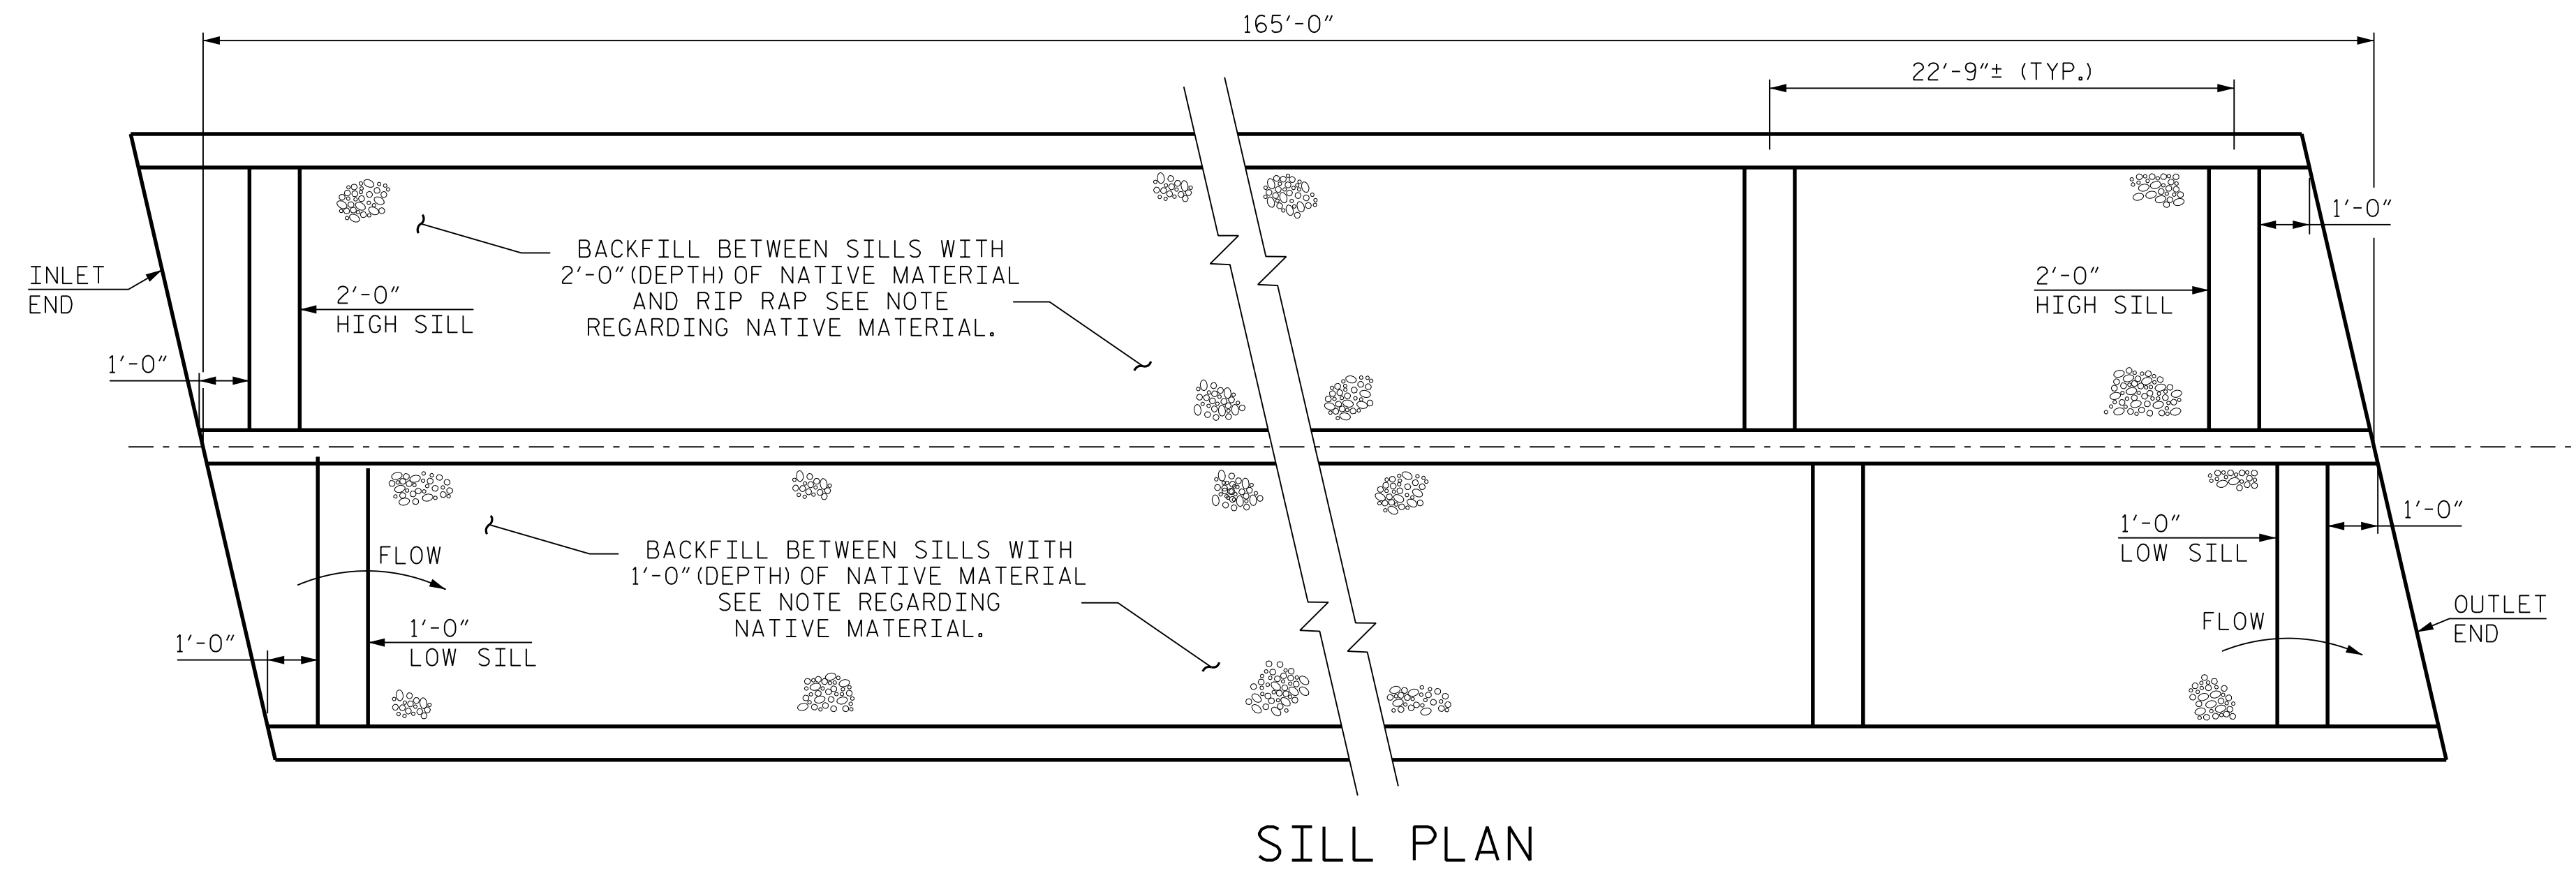 165'-0"
22'-9"± (TYP.)
1'-0"
BACKFILL BETWEEN SILLS WITH
2'-0"(DEPTH) OF NATIVE MATERIAL
AND RIP RAP SEE NOTE
REGARDING NATIVE MATERIAL.
INLET
END
2'-0"
HIGH SILL
2'-0"
HIGH SILL
1'-0"
1'-0"
1'-0"
LOW SILL
FLOW
BACKFILL BETWEEN SILLS WITH
1'-0"(DEPTH) OF NATIVE MATERIAL
SEE NOTE REGARDING
NATIVE MATERIAL.
1'-0"
LOW SILL
1'-0"
FLOW
OUTLET
END
SILL PLAN